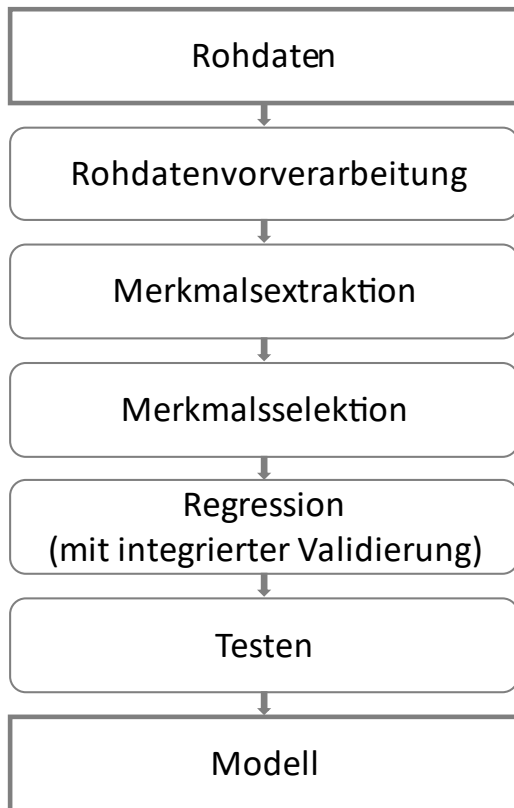 Rohdaten
Rohdatenvorverarbeitung
Merkmalsextraktion
Merkmalsselektion
Regression
(mit integrierter Validierung)
Testen
Modell